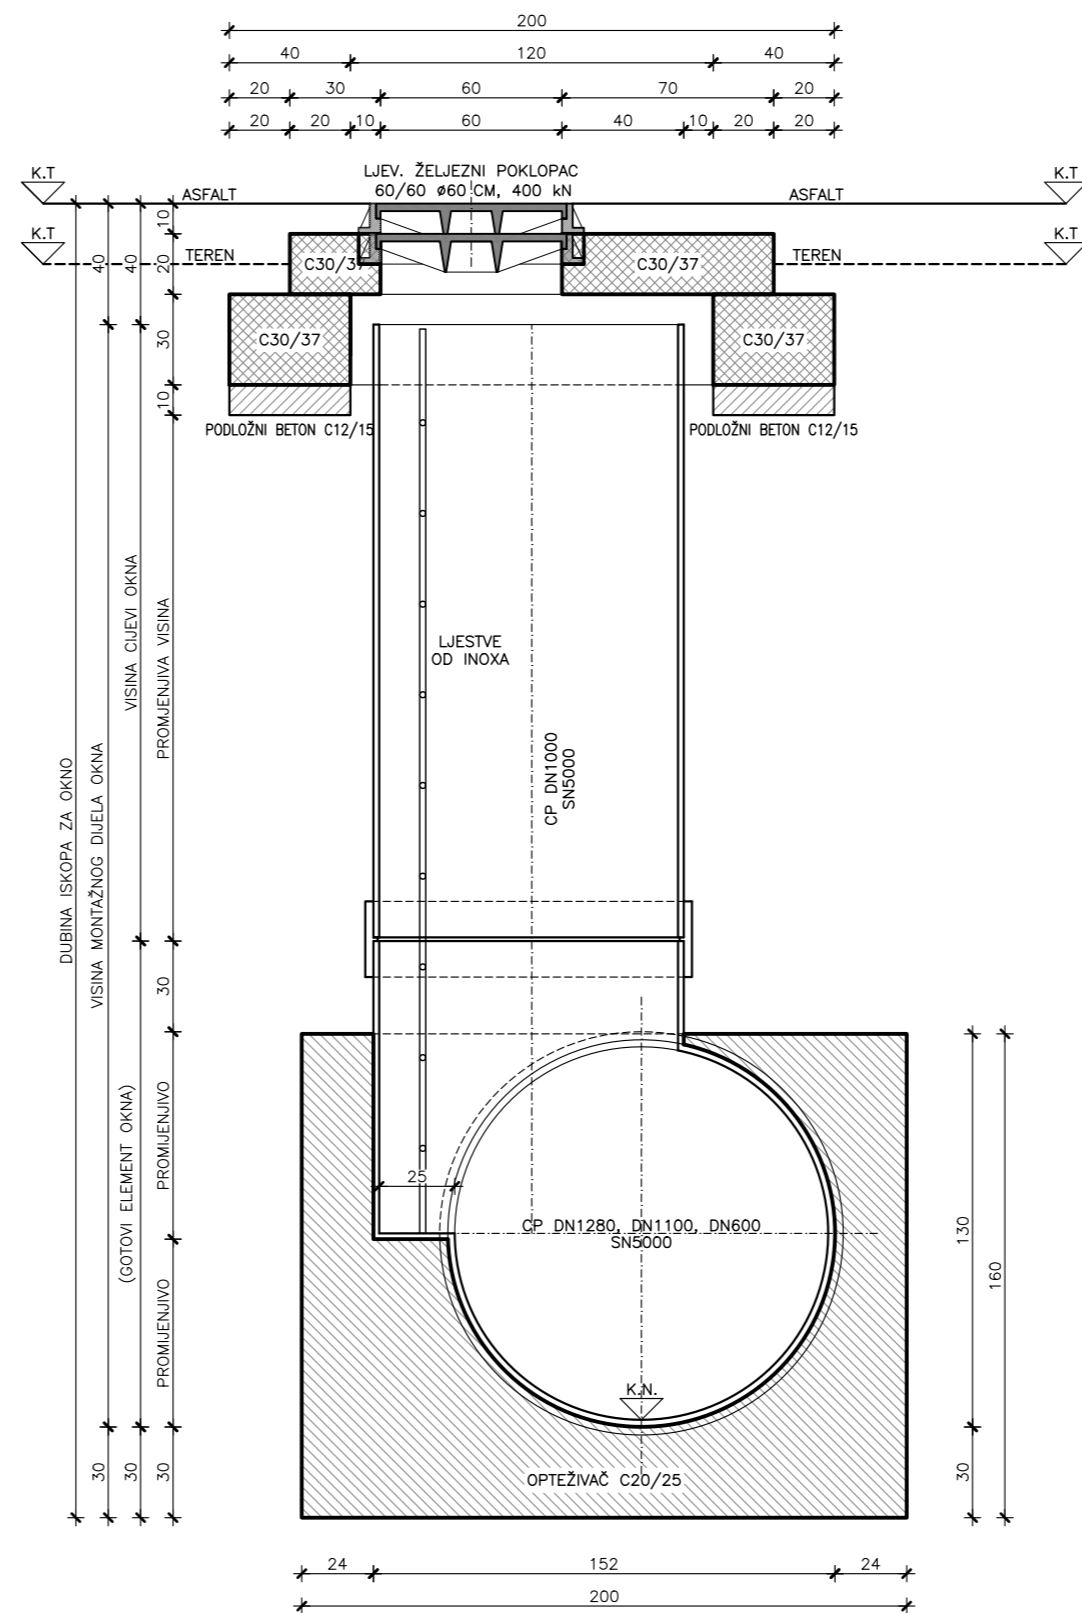 200
40 120 40
20 30 60 70 20
20 20 10 60 40 10 20 20
K.T
K.T
LJEV. ŽELJEZNI POKLOPAC
60/60 ø60 CM, 400 kN
ASFALT
ASFALT
K.T
K.T
TEREN
TEREN
C30/37
C30/37
C30/37
C30/37
PODLOŽNI BETON C12/15
PODLOŽNI BETON C12/15
10
20
30
10
40
40
LJESTVE
OD INOXA
CP DN1000
SN5000
DUBINA ISKOPA ZA OKNO
VISINA MONTAŽNOG DIJELA OKNA
VISINA CIJEVI OKNA
PROMJENJIVA VISINA
30
(GOTOVI ELEMENT OKNA)
PROMIJENJIVO
PROMIJENJIVO
25
CP DN1280, DN1100, DN600
SN5000
K.N.
OPTEŽIVAČ C20/25
30
30
30
130
160
30
24 152 24
200